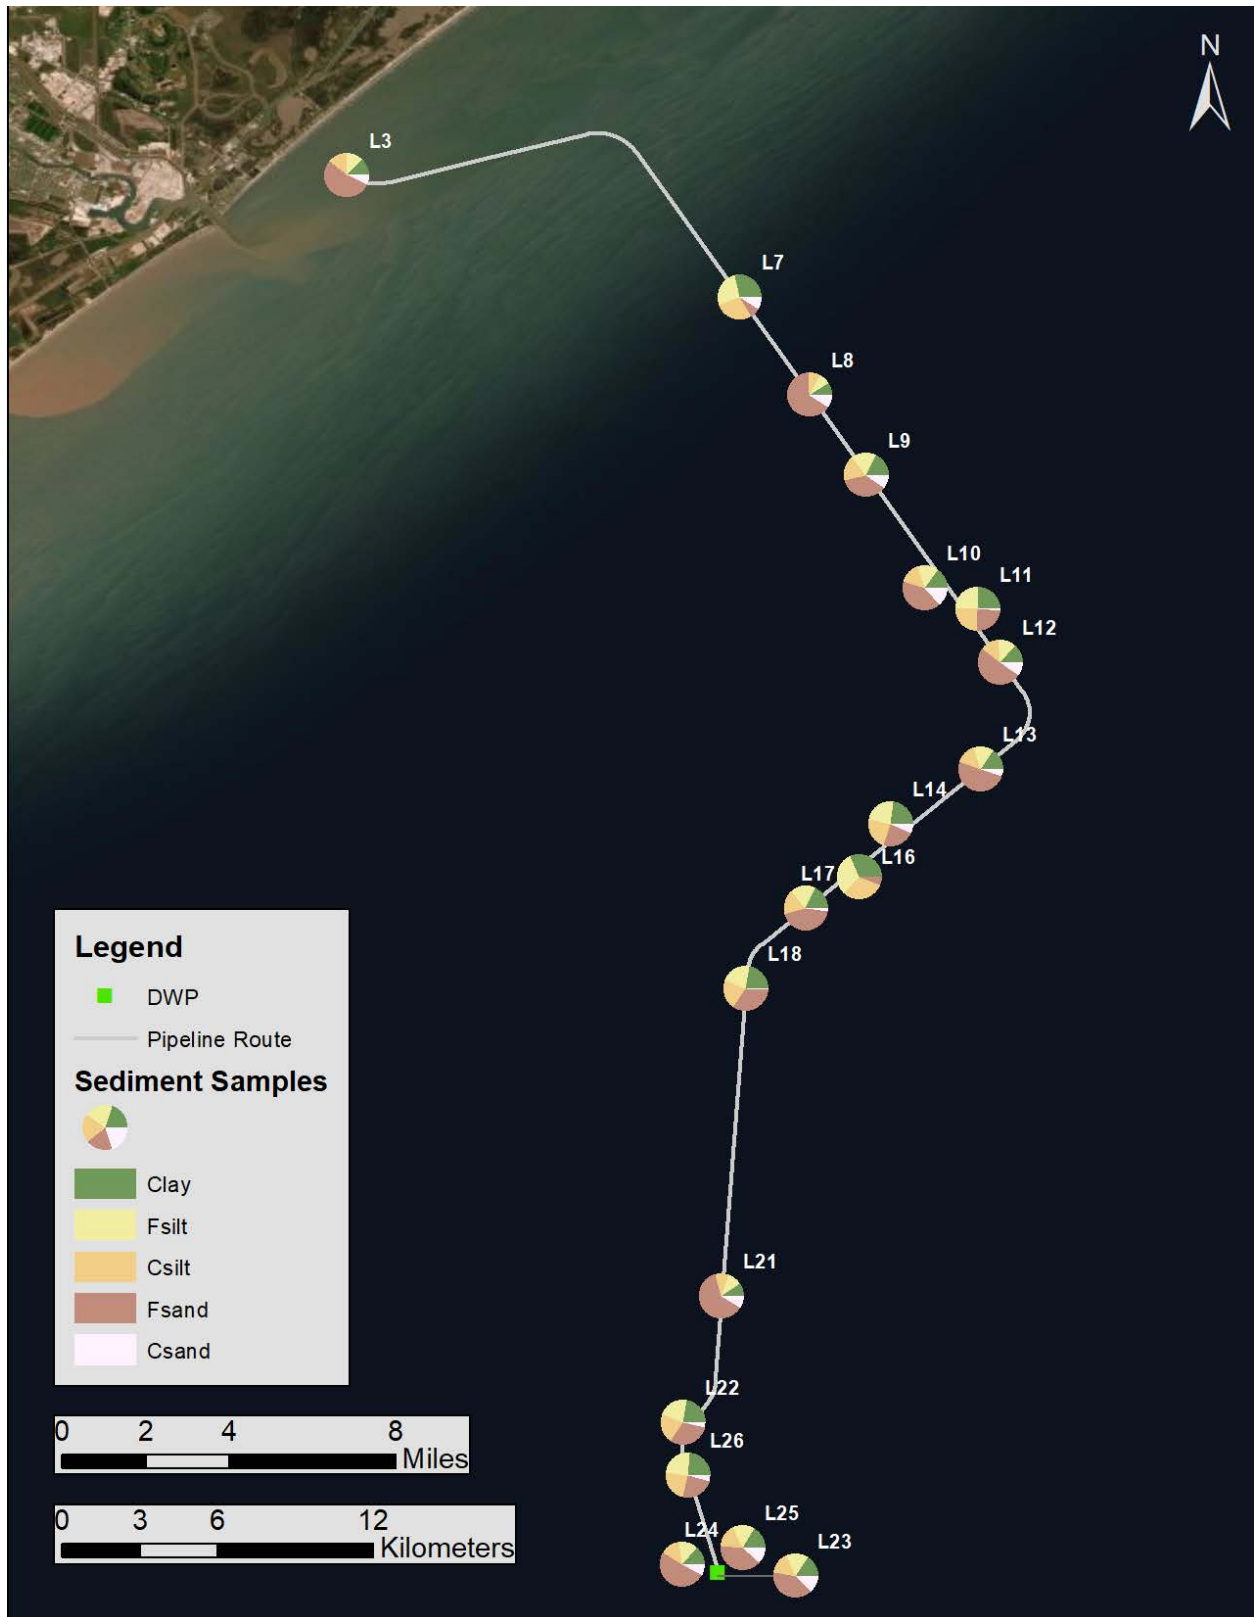 N
L3
L7
L8
L9
L10
L11
L12
L13
L14
L16
L17
L18
L21
L22
L26
L25
L24
L23
Legend
DWP
Pipeline Route
Sediment Samples
Clay
Fsilt
Csilt
Fsand
Csand
0 2 4 8
Miles
0 3 6 12
Kilometers